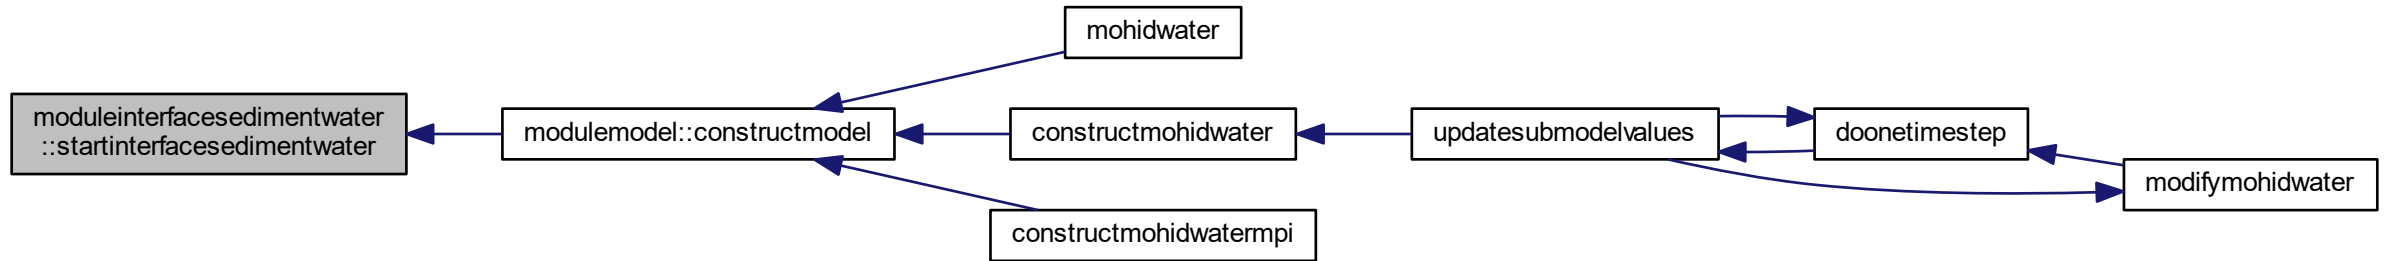 mohidwater
moduleinterfacesedimentwater
::startinterfacesedimentwater
modulemodel::constructmodel
constructmohidwater
updatesubmodelvalues
doonetimestep
modifymohidwater
constructmohidwatermpi